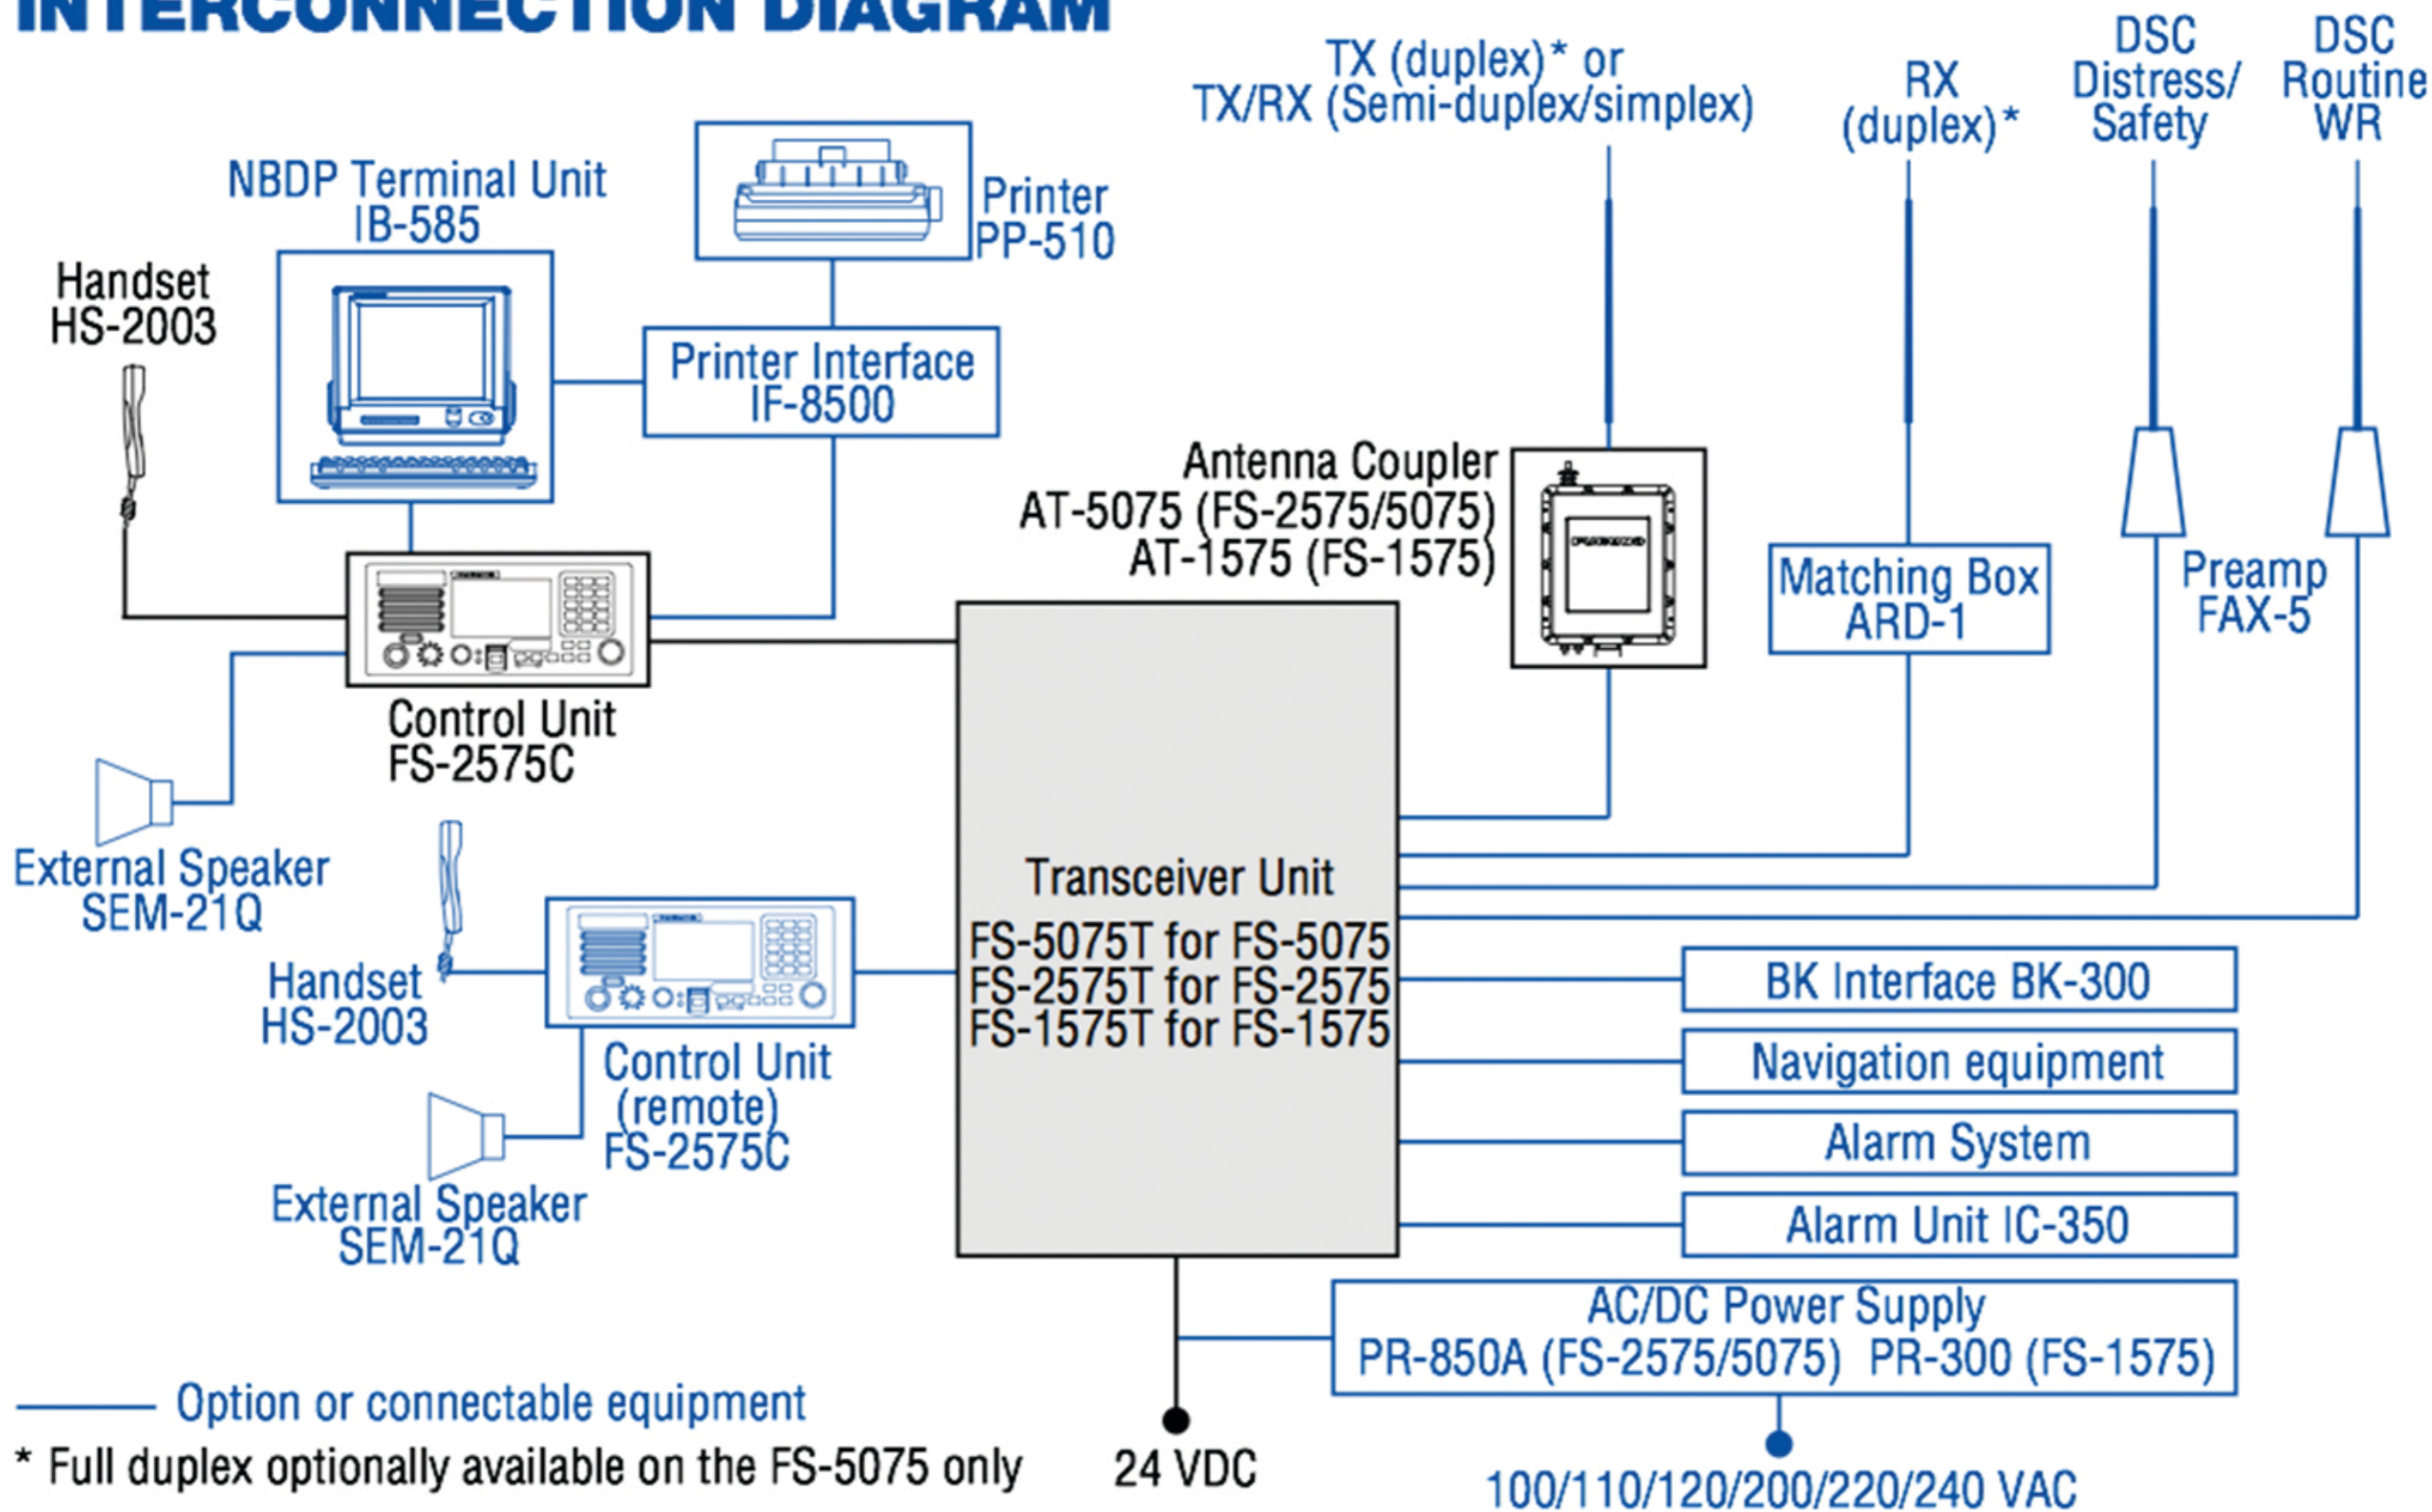 INTERCONNECTION DIAGRAM
TX (duplex)* or
TX/RX (Semi-duplex/simplex)
RX
(duplex)*
DSC
Distress/
Safety
DSC
Routine
WR
NBDP Terminal Unit
IB-585
Printer
PP-510
Handset
HS-2003
Printer Interface
IF-8500
Antenna Coupler
AT-5075 (FS-2575/5075)
AT-1575 (FS-1575)
Matching Box
ARD-1
Preamp
FAX-5
Control Unit
FS-2575C
External Speaker
SEM-21Q
Handset
HS-2003
Control Unit
(remote)
FS-2575C
External Speaker
SEM-21Q
Transceiver Unit
FS-5075T for FS-5075
FS-2575T for FS-2575
FS-1575T for FS-1575
BK Interface BK-300
Navigation equipment
Alarm System
Alarm Unit IC-350
AC/DC Power Supply
PR-850A (FS-2575/5075) PR-300 (FS-1575)
Option or connectable equipment
* Full duplex optionally available on the FS-5075 only
24 VDC
100/110/120/200/220/240 VAC